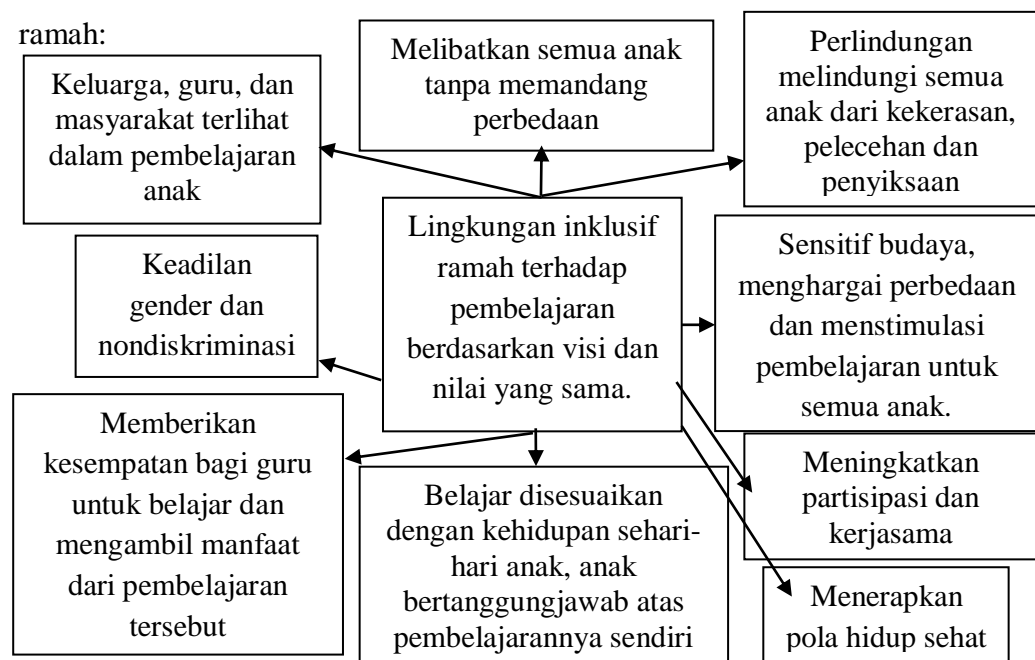 ramah:
Keluarga, guru, dan
masyarakat terlihat
dalam pembelajaran
anak
Melibatkan semua anak
tanpa memandang
perbedaan
Perlindungan
melindungi semua
anak dari kekerasan,
pelecehan dan
penyiksaan
Keadilan
gender dan
nondiskriminasi
Lingkungan inklusif
ramah terhadap
pembelajaran
berdasarkan visi dan
nilai yang sama.
Sensitif budaya,
menghargai perbedaan
dan menstimulasi
pembelajaran untuk
semua anak.
Memberikan
kesempatan bagi guru
untuk belajar dan
mengambil manfaat
dari pembelajaran
tersebut
Belajar disesuaikan
dengan kehidupan sehari-
hari anak, anak
bertanggungjawab atas
pembelajarannya sendiri
Meningkatkan
partisipasi dan
kerjasama
Menerapkan
pola hidup sehat